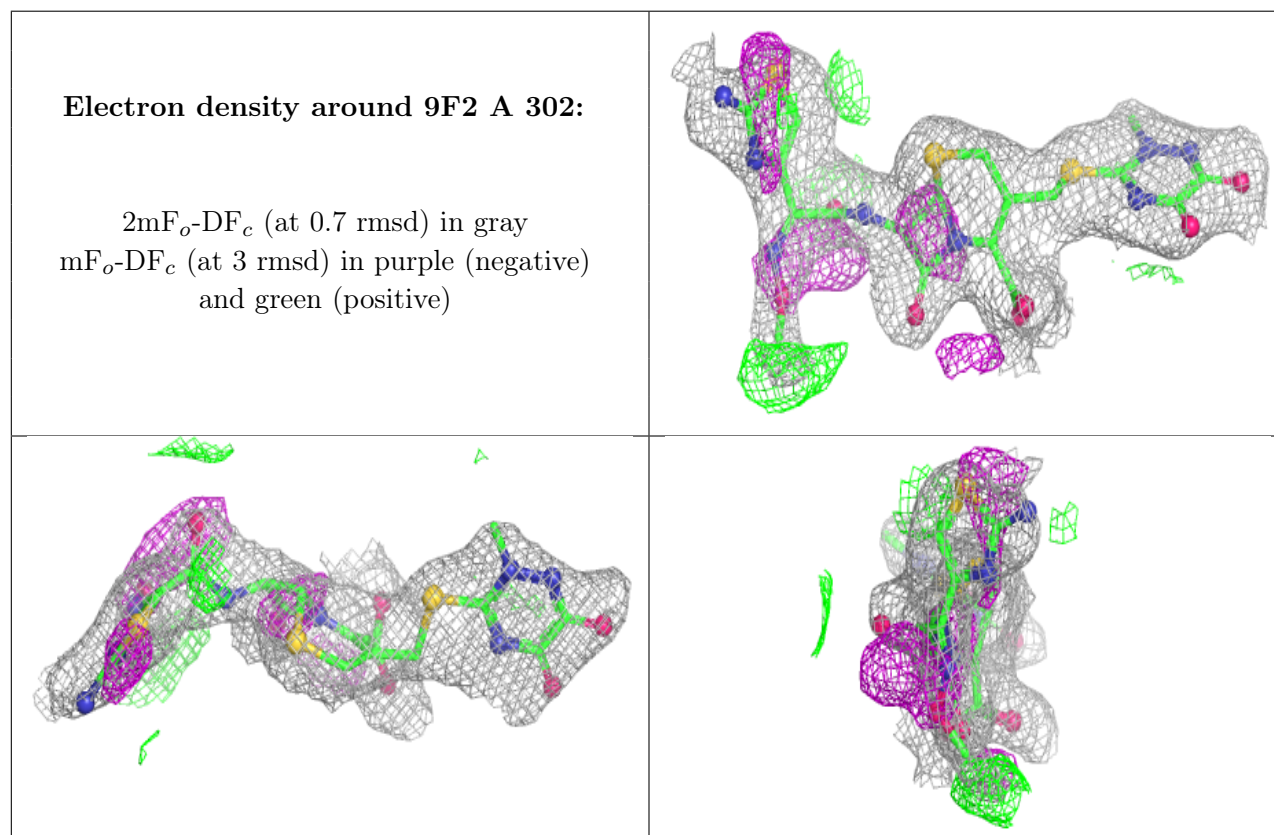 Electron density around 9F2 A 302:
2mFo-DFc (at 0.7 rmsd) in gray
mFo-DFc (at 3 rmsd) in purple (negative)
and green (positive)